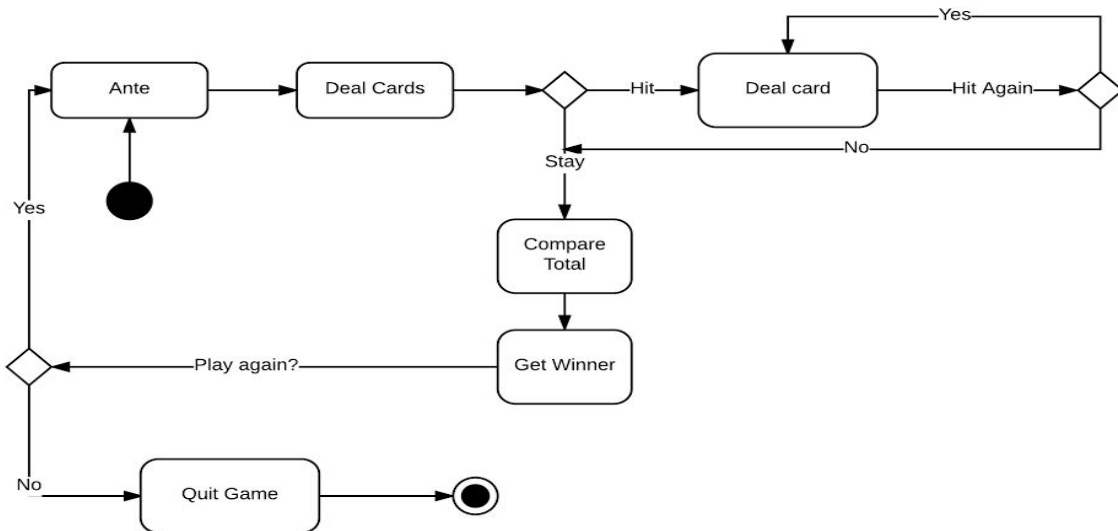 Yes
Ante
Deal Cards
Hit
Deal card
Hit Again
No
Stay
Yes
Compare
Total
Play again?
Get Winner
No
Quit Game